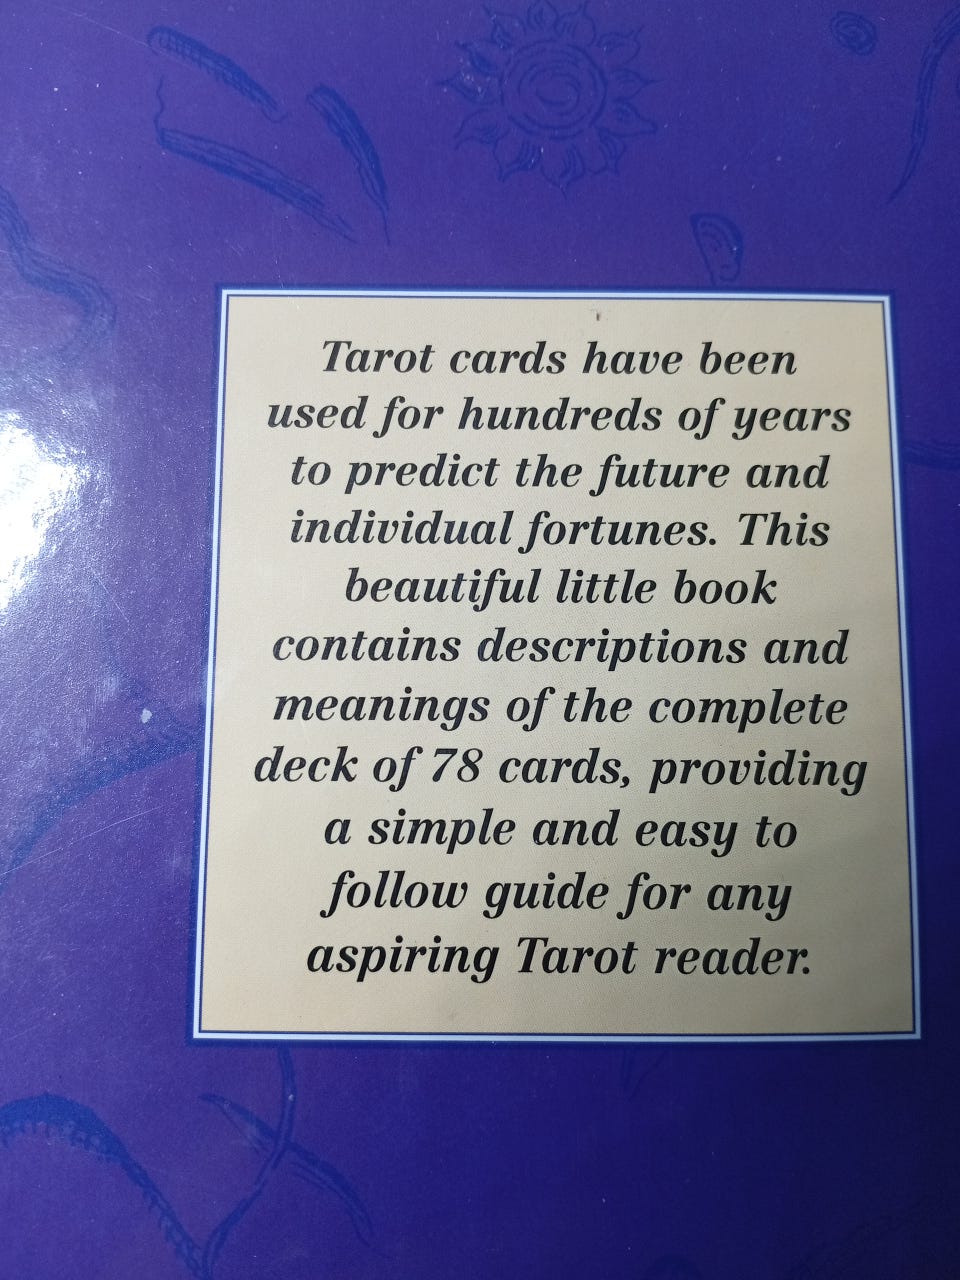 Tarot cards have been
used for hundreds of years
to predict the future and
individual fortunes. This
beautiful little book
contains descriptions and
meanings of the complete
deck of 78 cards, providing
a simple and easy to
follow guide for any
aspiring Tarot reader.